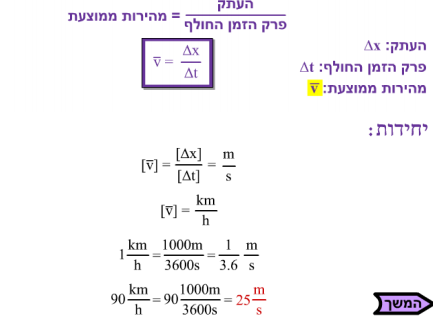 מהירות ממוצעת = העתק / פרק הזמן החולף
v̅ = Δx / Δt
העתק: Δx
פרק הזמן החולף: Δt
מהירות ממוצעת: v̅
יחידות:
[v̅] = [Δx] / [Δt] = m / s
[v̅] = km / h
1 km / h = 1000m / 3600s = 1 / 3.6 m / s
90 km / h = 90 1000m / 3600s = 25 m / s
המשך